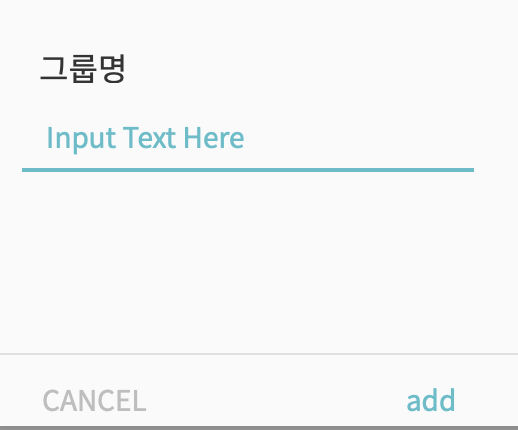 그룹명
Input Text Here
CANCEL
add